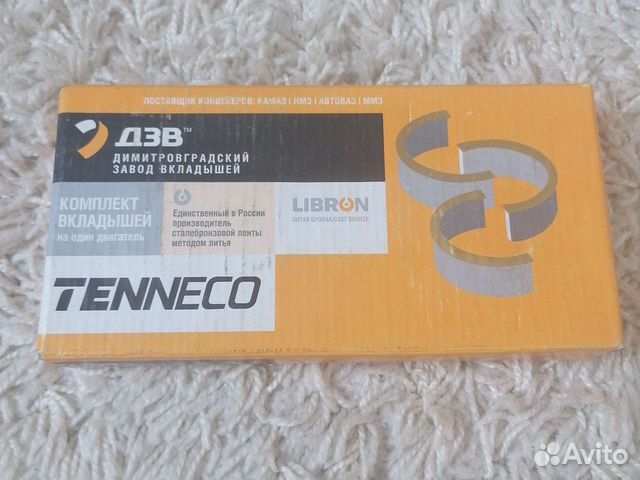 ПОСТАВЩИК КОНВЕЙЕРОВ: КАМАЗ | ЯМЗ | АВТОВАЗ | ММЗ
ДЗВ™
ДИМИТРОВГРАДСКИЙ
ЗАВОД ВКЛАДЫШЕЙ
КОМПЛЕКТ
ВКЛАДЫШЕЙ
на один двигатель
Единственный в России
производитель
сталебронзовой ленты
методом литья
LIBRON
ЛИТАЯ БРОНЗА/CAST BRONZE
TENNECO
Avito